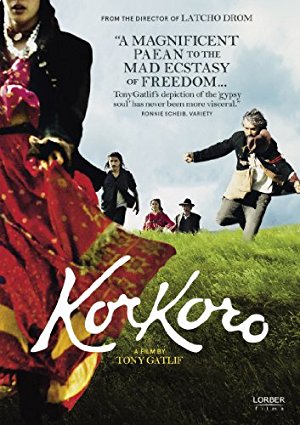 FROM THE DIRECTOR OF LATCHO DROM
"A MAGNIFICENT
PAEAN TO THE
MAD ECSTASY
OF FREEDOM...
Tony Gatlif's depiction of the 'gypsy
soul' has never been more visceral."
RONNIE SCHEIB, VARIETY
KorKoro
A FILM BY
TONY GATLIF
LORBER
films